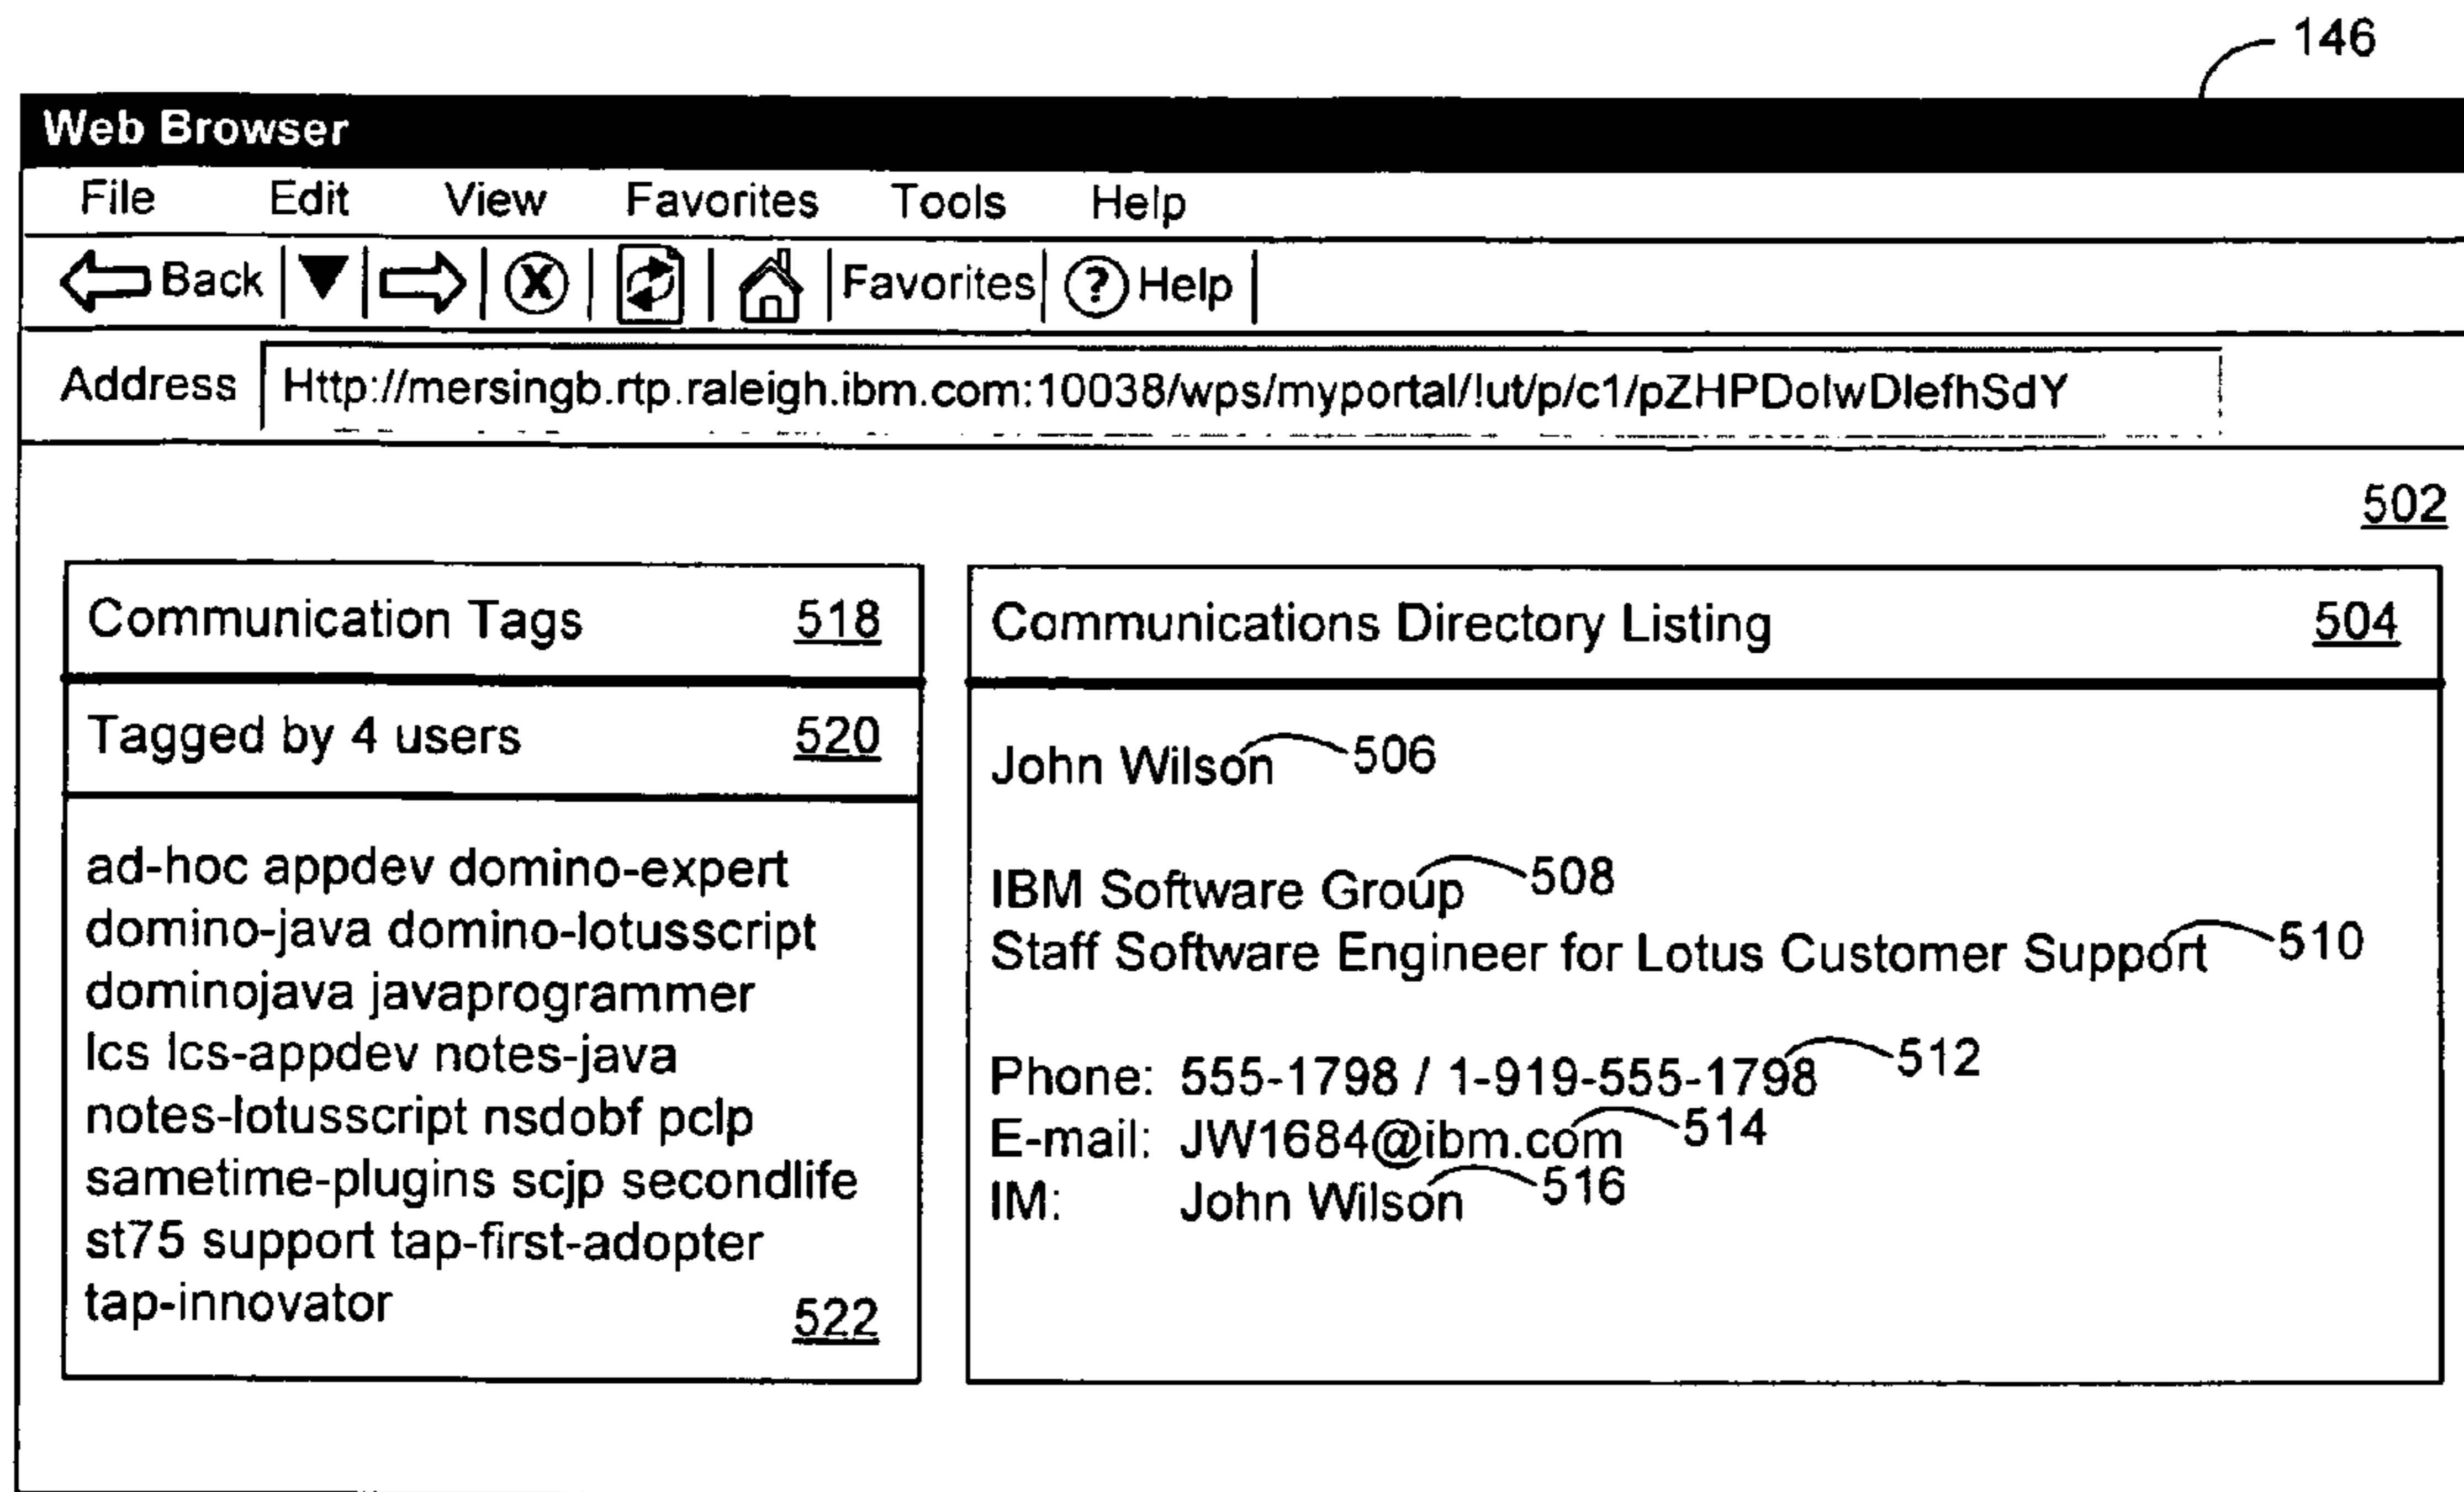 146
Web Browser
File Edit View Favorites Tools Help
Back Favorites ? Help
Address Http://mersingb.rtp.raleigh.ibm.com:10038/wps/myportal/!ut/p/c1/pZHPDolwDlefhSdY
502
Communication Tags 518
Tagged by 4 users 520
ad-hoc appdev domino-expert
domino-java domino-lotusscript
dominojava javaprogrammer
lcs lcs-appdev notes-java
notes-lotusscript nsdobf pclp
sametime-plugins scjp secondlife
st75 support tap-first-adopter
tap-innovator
522
Communications Directory Listing 504
John Wilson 506
IBM Software Group 508
Staff Software Engineer for Lotus Customer Support 510
Phone: 555-1798 / 1-919-555-1798 512
E-mail: JW1684@ibm.com 514
IM: John Wilson 516